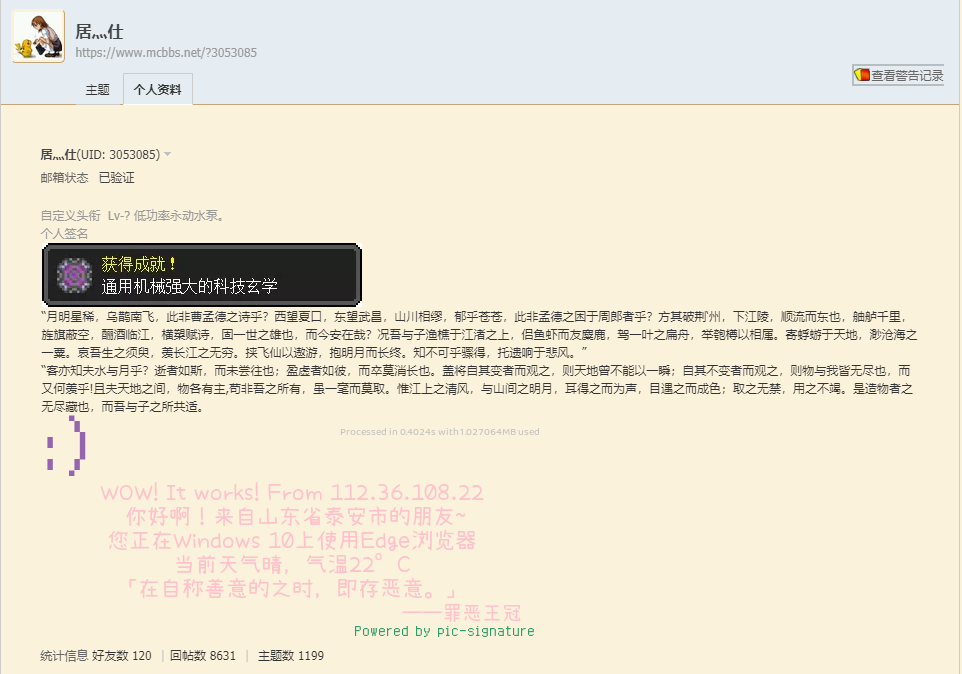 居灬仕
https://www.mcbbs.net/?3053085
查看警告记录
主题 个人资料
居灬仕(UID: 3053085)
邮箱状态 已验证
自定义头衔 Lv-? 低功率永动水泵。
个人签名
获得成就！
通用机械强大的科技玄学
“月明星稀，乌鹊南飞，此非曹孟德之诗乎？西望夏口，东望武昌，山川相缪，郁乎苍苍，此非孟德之困于周郎者乎？方其破荆州，下江陵，顺流而东也，舳舻千里，
旌旗蔽空，酾酒临江，横槊赋诗，固一世之雄也，而今安在哉？况吾与子渔樵于江渚之上，侣鱼虾而友麋鹿，驾一叶之扁舟，举匏樽以相属。寄蜉蝣于天地，渺沧海之
一粟。哀吾生之须臾，羡长江之无穷。挟飞仙以遨游，抱明月而长终。知不可乎骤得，托遗响于悲风。”
“客亦知夫水与月乎？逝者如斯，而未尝往也；盈虚者如彼，而卒莫消长也。盖将自其变者而观之，则天地曾不能以一瞬；自其不变者而观之，则物与我皆无尽也，而
又何羡乎!且夫天地之间，物各有主,苟非吾之所有，虽一毫而莫取。惟江上之清风，与山间之明月，耳得之而为声，目遇之而成色；取之无禁，用之不竭。是造物者之
无尽藏也，而吾与子之所共适。
:)
Processed in 0.4024s with1.027064MB used
WOW! It works! From 112.36.108.22
你好啊！来自山东省泰安市的朋友~
您正在Windows 10上使用Edge浏览器
当前天气晴，气温22°C
「在自称善意的之时，即存恶意。」
——罪恶王冠
Powered by pic-signature
统计信息 好友数 120 | 回帖数 8631 | 主题数 1199